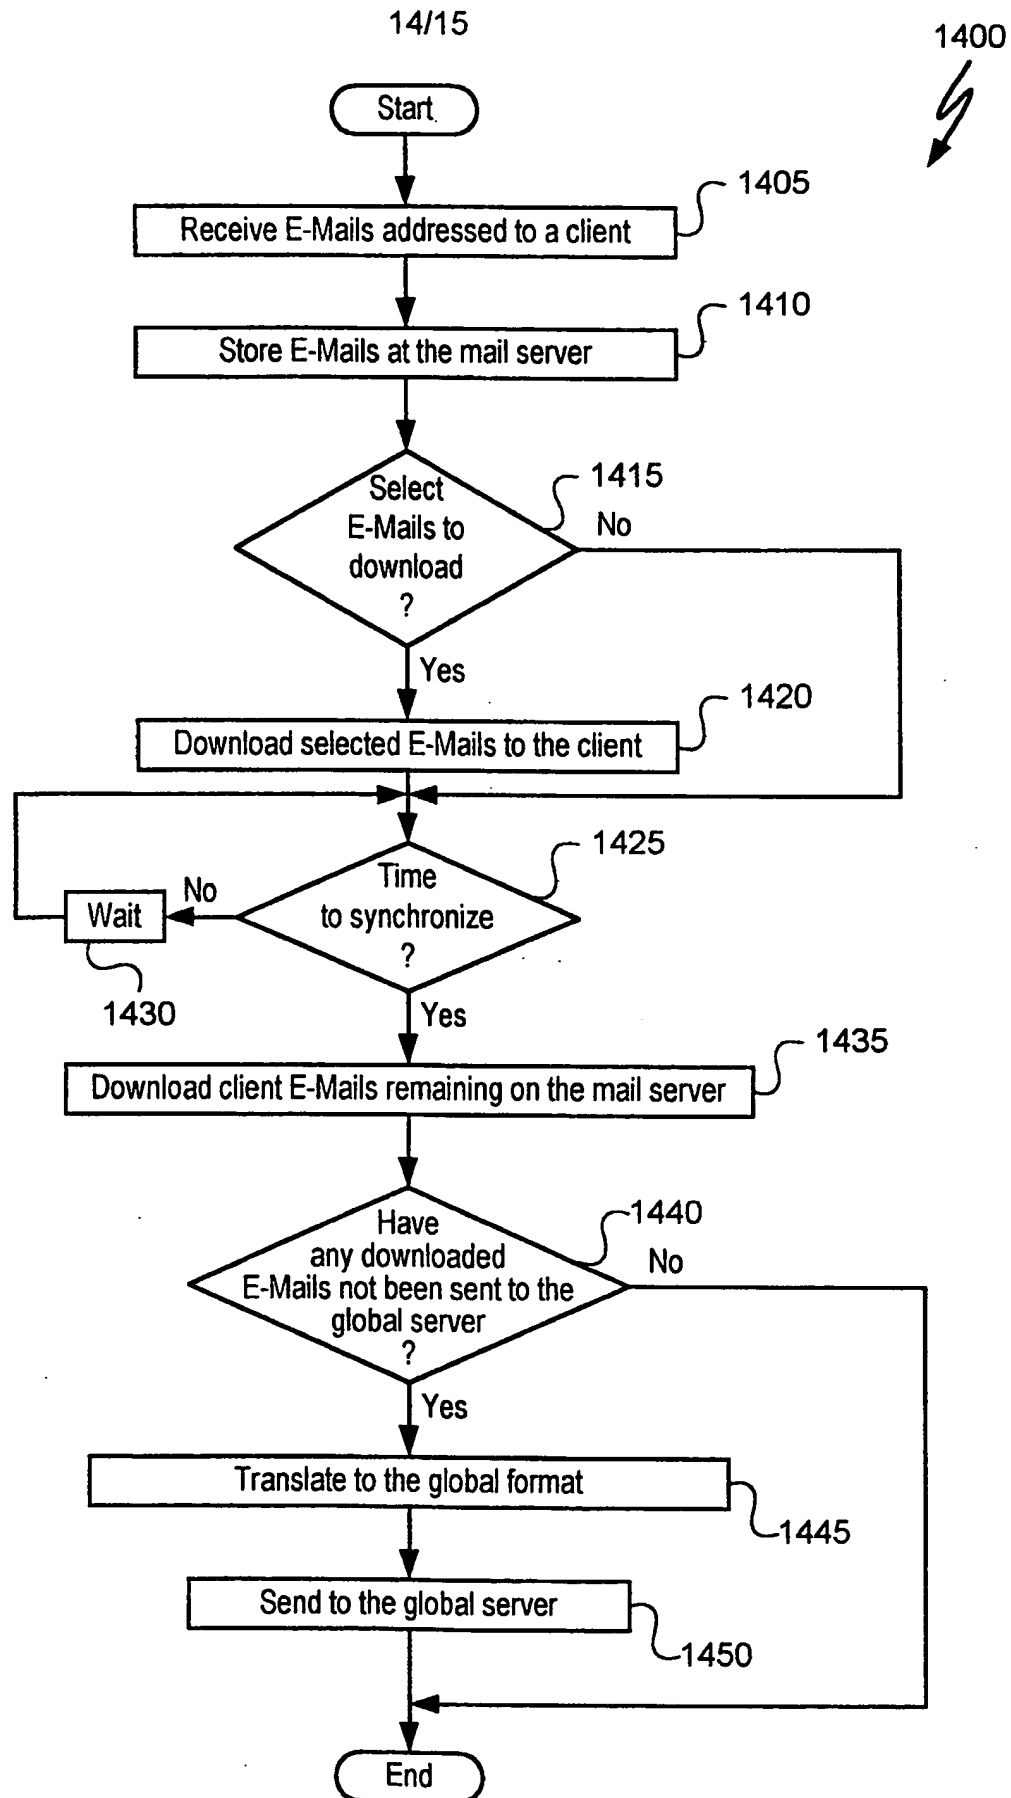 14/15
1400
Start
1405
Receive E-Mails addressed to a client
1410
Store E-Mails at the mail server
1415
Select
E-Mails to
download
?
No
Yes
1420
Download selected E-Mails to the client
1425
Time
to synchronize
?
No
Wait
1430
Yes
1435
Download client E-Mails remaining on the mail server
1440
Have
any downloaded
E-Mails not been sent to the
global server
?
No
Yes
Translate to the global format
1445
Send to the global server
1450
End